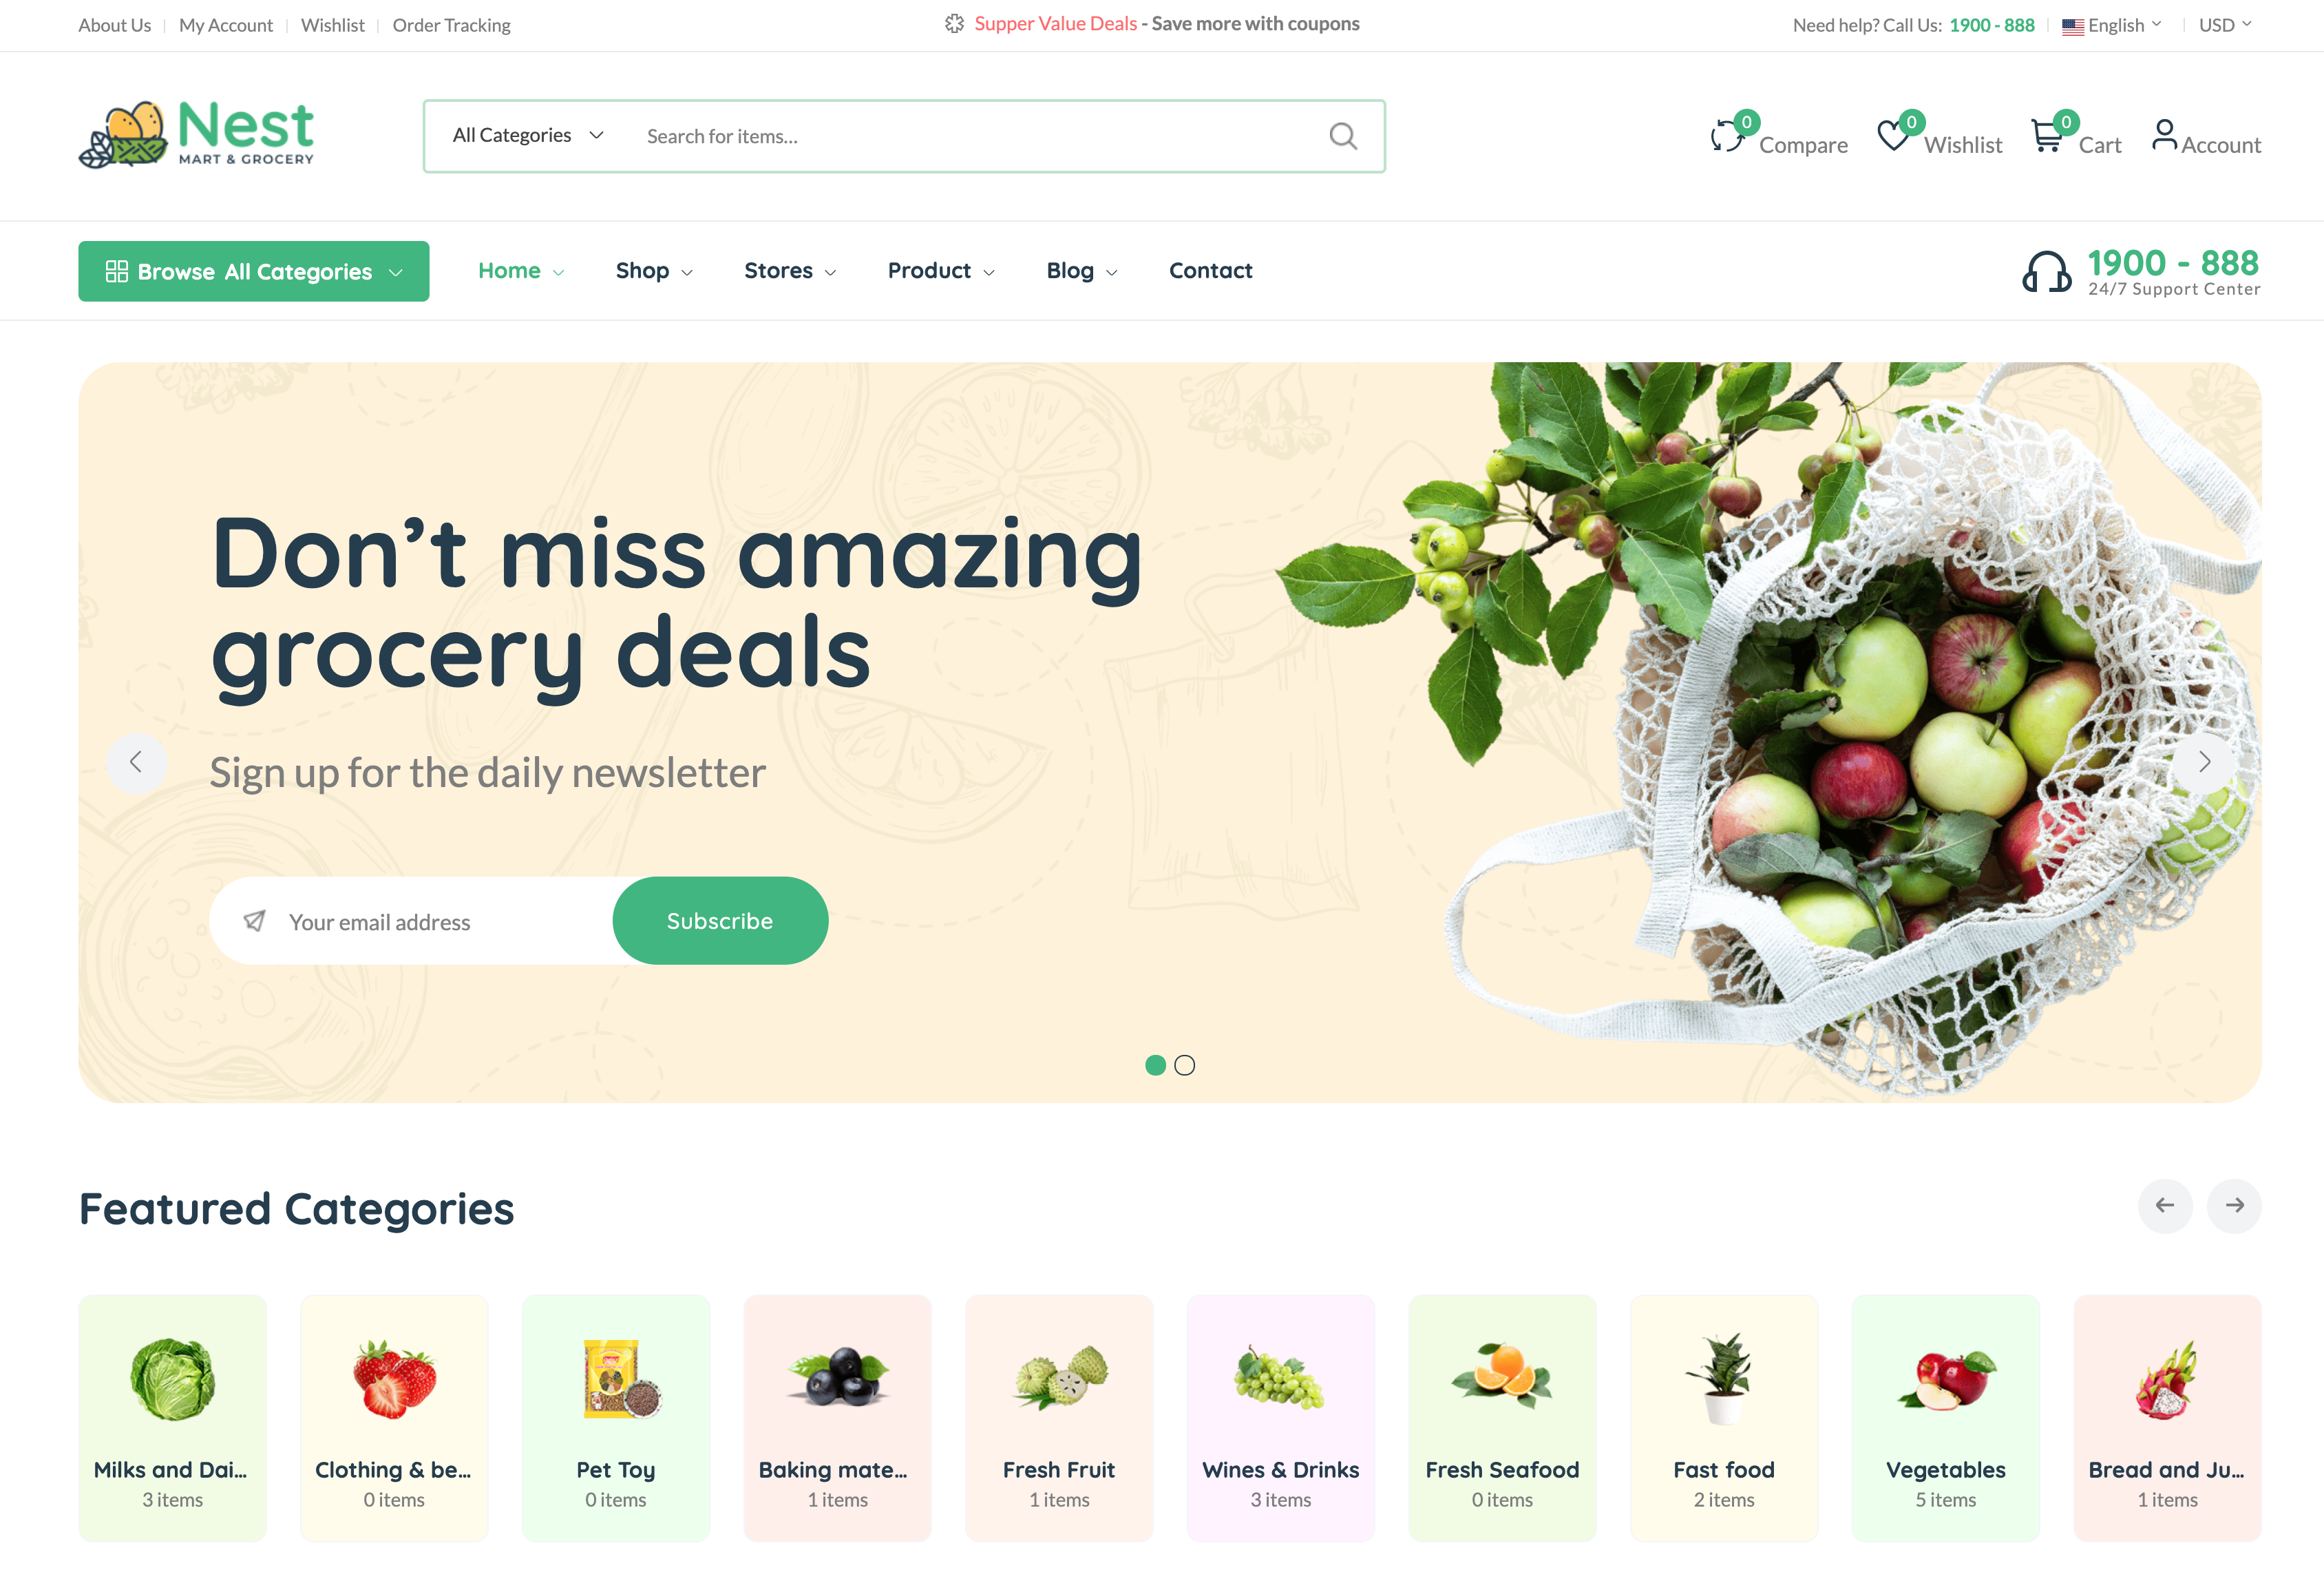 About Us
My Account
Wishlist
Order Tracking
Supper Value Deals - Save more with coupons
Need help? Call Us: 1900 - 888
English
USD
Nest
MART & GROCERY
All Categories
Search for items...
0
Compare
0
Wishlist
0
Cart
Account
Browse All Categories
Home
Shop
Stores
Product
Blog
Contact
1900 - 888
24/7 Support Center
Don’t miss amazing
grocery deals
Sign up for the daily newsletter
Your email address
Subscribe
Featured Categories
Milks and Dai...
3 items
Clothing & be...
0 items
Pet Toy
0 items
Baking mate...
1 items
Fresh Fruit
1 items
Wines & Drinks
3 items
Fresh Seafood
0 items
Fast food
2 items
Vegetables
5 items
Bread and Ju...
1 items